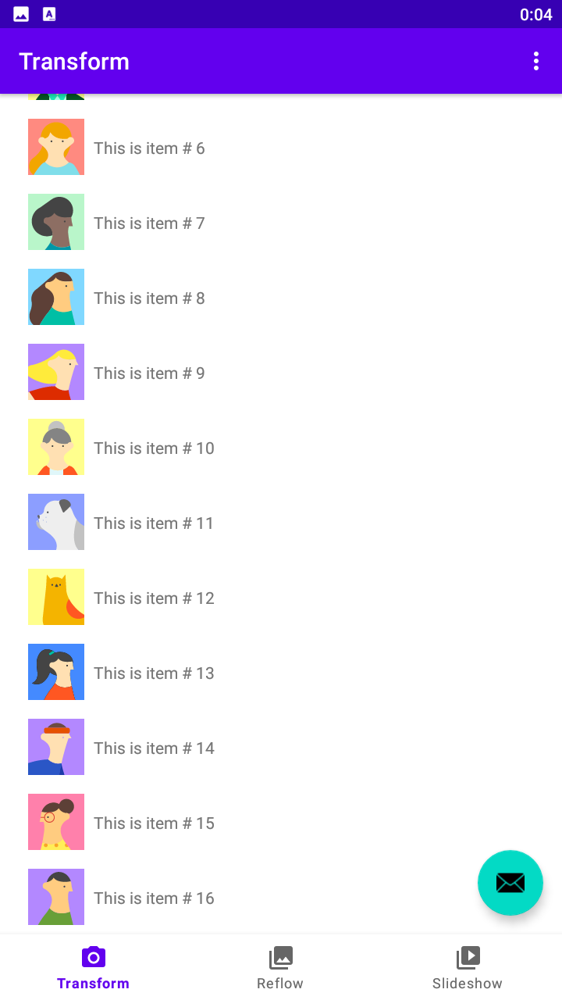 0:04
Transform
This is item # 6
This is item # 7
This is item # 8
This is item # 9
This is item # 10
This is item # 11
This is item # 12
This is item # 13
This is item # 14
This is item # 15
This is item # 16
Transform
Reflow
Slideshow